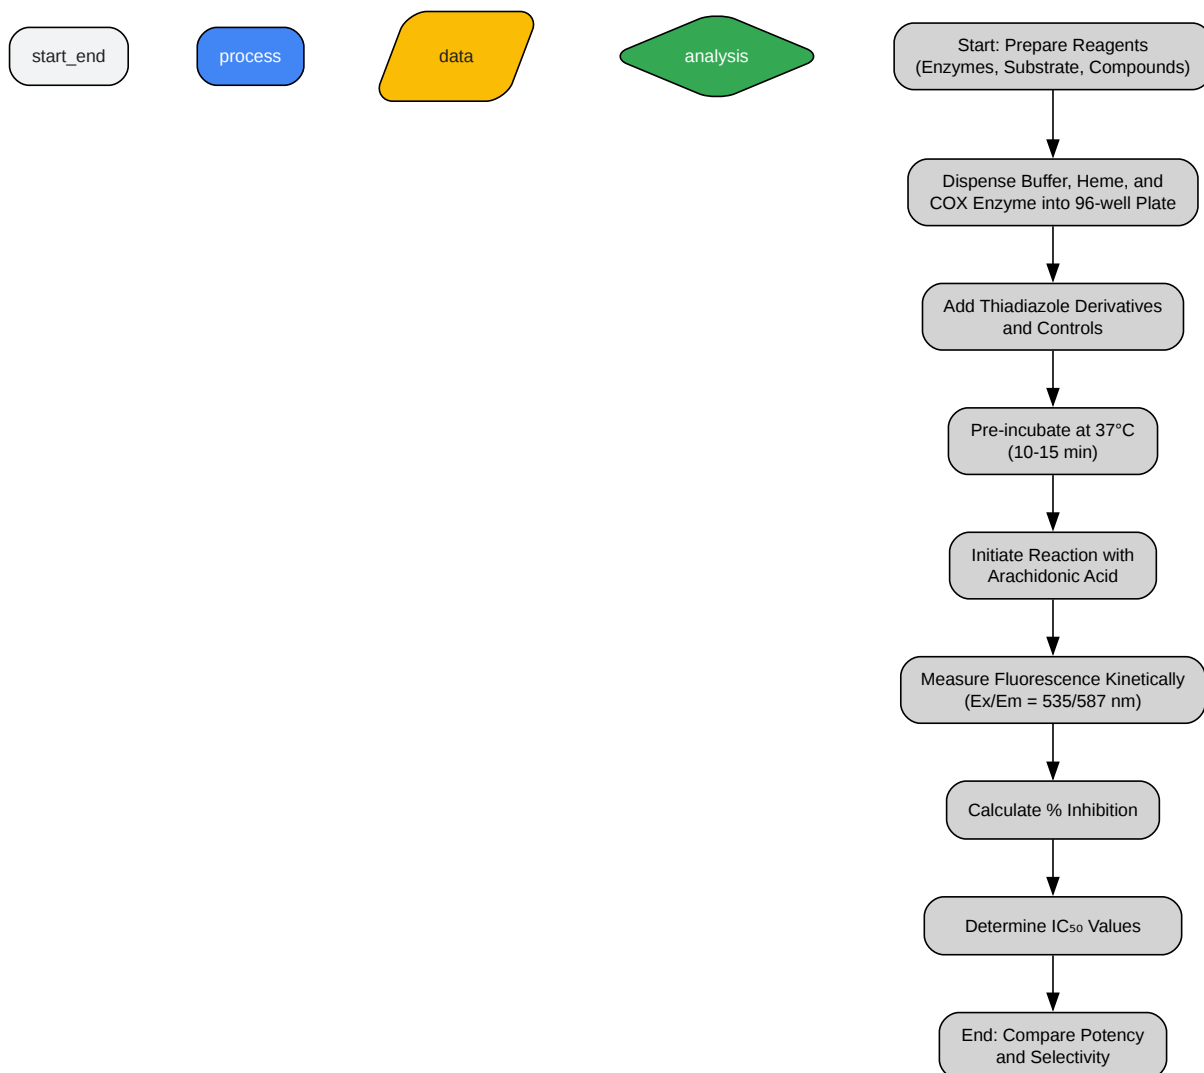 start_end
process
data
analysis
Start: Prepare Reagents
(Enzymes, Substrate, Compounds)
Dispense Buffer, Heme, and
COX Enzyme into 96-well Plate
Add Thiadiazole Derivatives
and Controls
Pre-incubate at 37°C
(10-15 min)
Initiate Reaction with
Arachidonic Acid
Measure Fluorescence Kinetically
(Ex/Em = 535/587 nm)
Calculate % Inhibition
Determine IC₅₀ Values
End: Compare Potency
and Selectivity